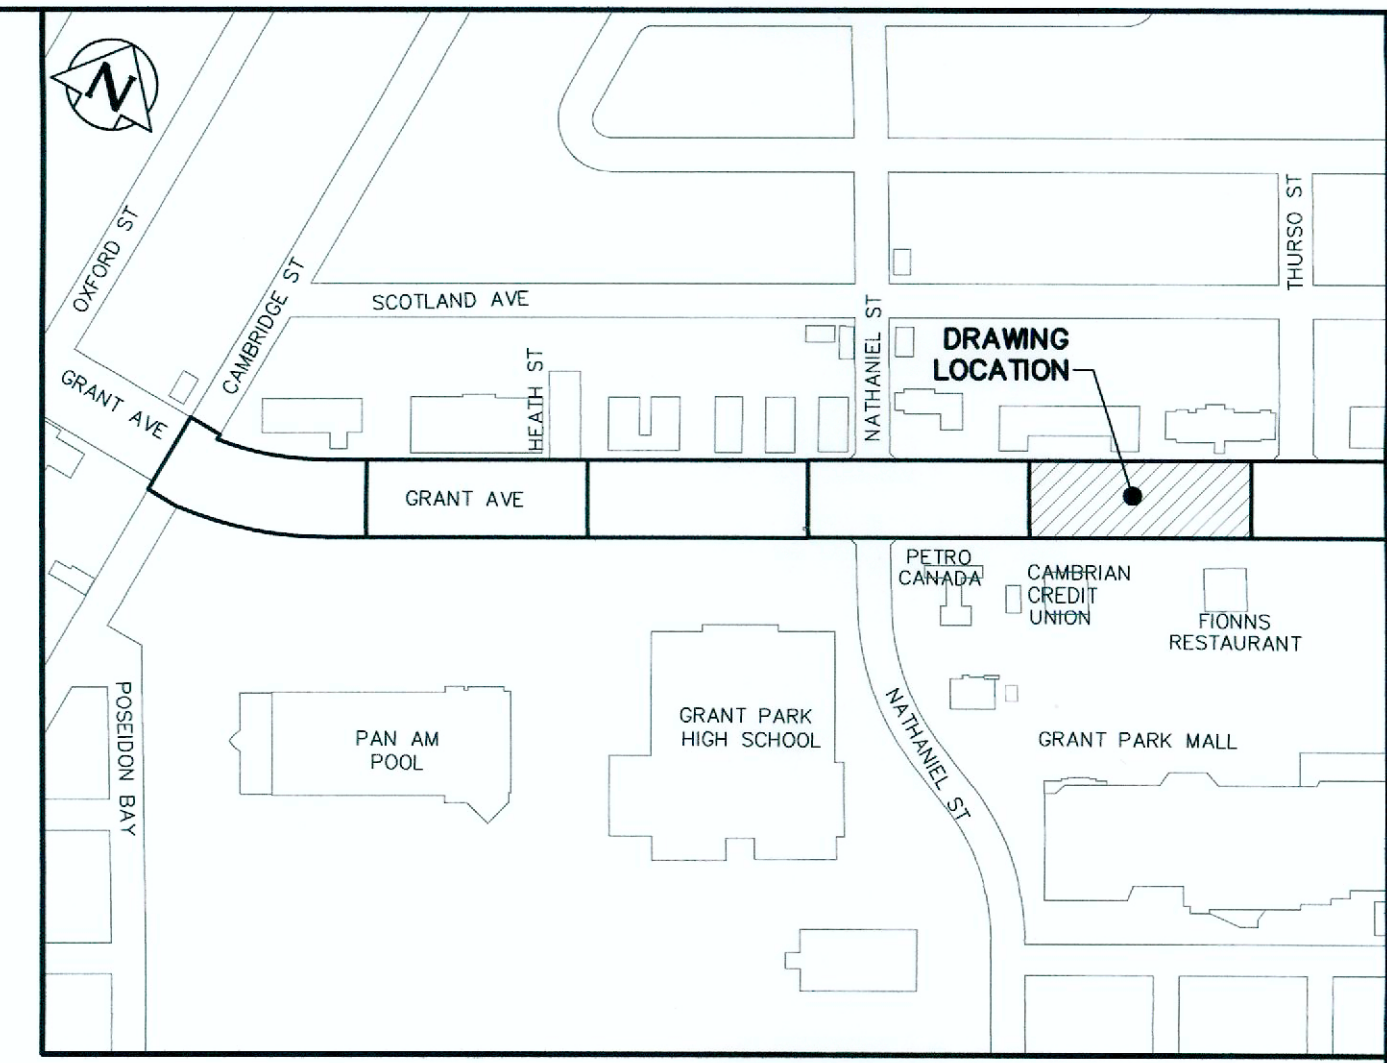 N
OXFORD ST
CAMBRIDGE ST
THURSO ST
SCOTLAND AVE
NATHANIEL ST
DRAWING
LOCATION
HEATH ST
GRANT AVE
GRANT AVE
PETRO
CANADA
CAMBRIAN
CREDIT
UNION
FIONNS
RESTAURANT
POSEIDON BAY
PAN AM
POOL
GRANT PARK
HIGH SCHOOL
NATHANIEL ST
GRANT PARK MALL